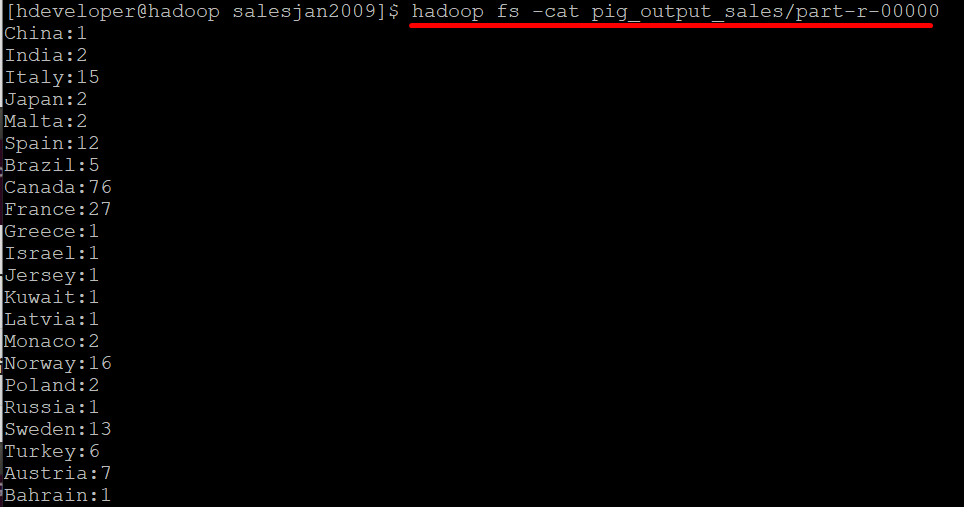 [hdeveloper@hadoop salesjan2009]$ hadoop fs -cat pig_output_sales/part-r-00000
China:1
India:2
Italy:15
Japan:2
Malta:2
Spain:12
Brazil:5
Canada:76
France:27
Greece:1
Israel:1
Jersey:1
Kuwait:1
Latvia:1
Monaco:2
Norway:16
Poland:2
Russia:1
Sweden:13
Turkey:6
Austria:7
Bahrain:1